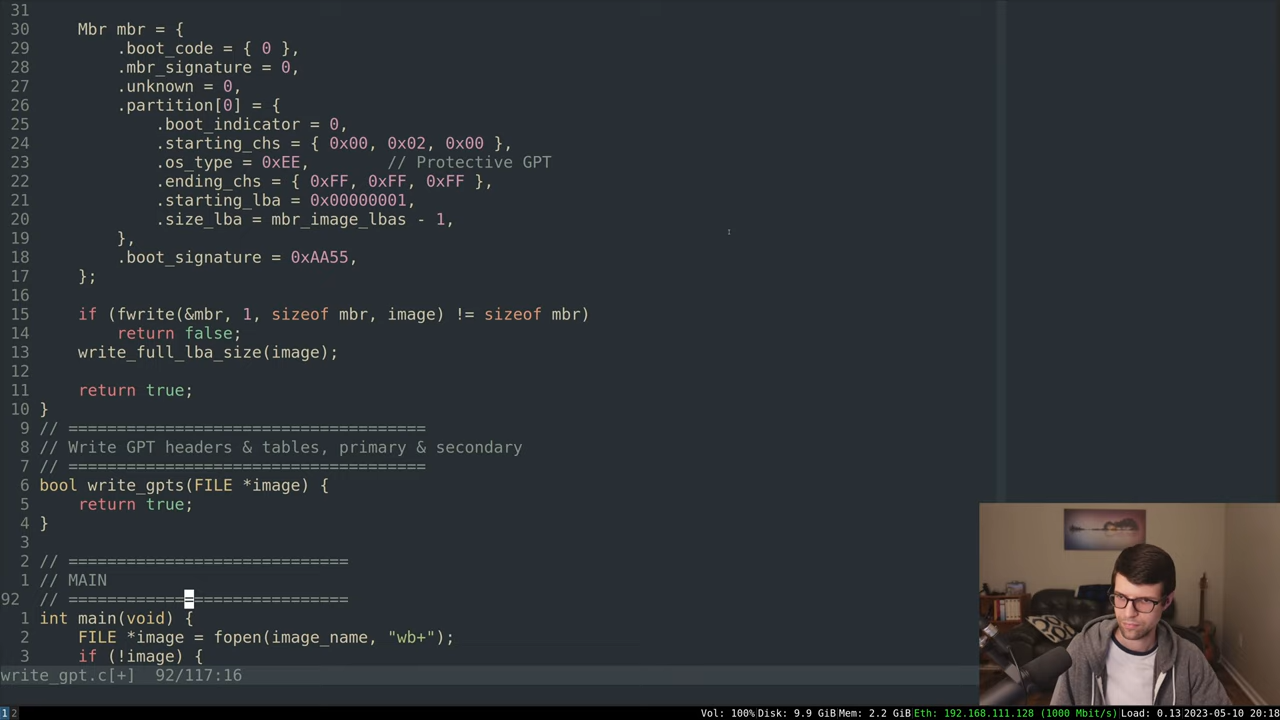 31
30 Mbr mbr = {
29 .boot_code = { 0 },
28 .mbr_signature = 0,
27 .unknown = 0,
26 .partition[0] = {
25 .boot_indicator = 0,
24 .starting_chs = { 0x00, 0x02, 0x00 },
23 .os_type = 0xEE, // Protective GPT
22 .ending_chs = { 0xFF, 0xFF, 0xFF },
21 .starting_lba = 0x00000001,
20 .size_lba = mbr_image_lbas - 1,
19 },
18 .boot_signature = 0xAA55,
17 };
16
15 if (fwrite(&mbr, 1, sizeof mbr, image) != sizeof mbr)
14 return false;
13 write_full_lba_size(image);
12
11 return true;
10 }
9 // =====================================
8 // Write GPT headers & tables, primary & secondary
7 // =====================================
6 bool write_gpts(FILE *image) {
5 return true;
4 }
3
2 // =============================
1 // MAIN
92 // =============================
1 int main(void) {
2 FILE *image = fopen(image_name, "wb+");
3 if (!image) {
write_gpt.c[+] 92/117:16
1 2 Vol: 100% Disk: 9.9 GiB Mem: 2.2 GiB Eth: 192.168.111.128 (1000 Mbit/s) Load: 0.13 2023-05-10 20:18